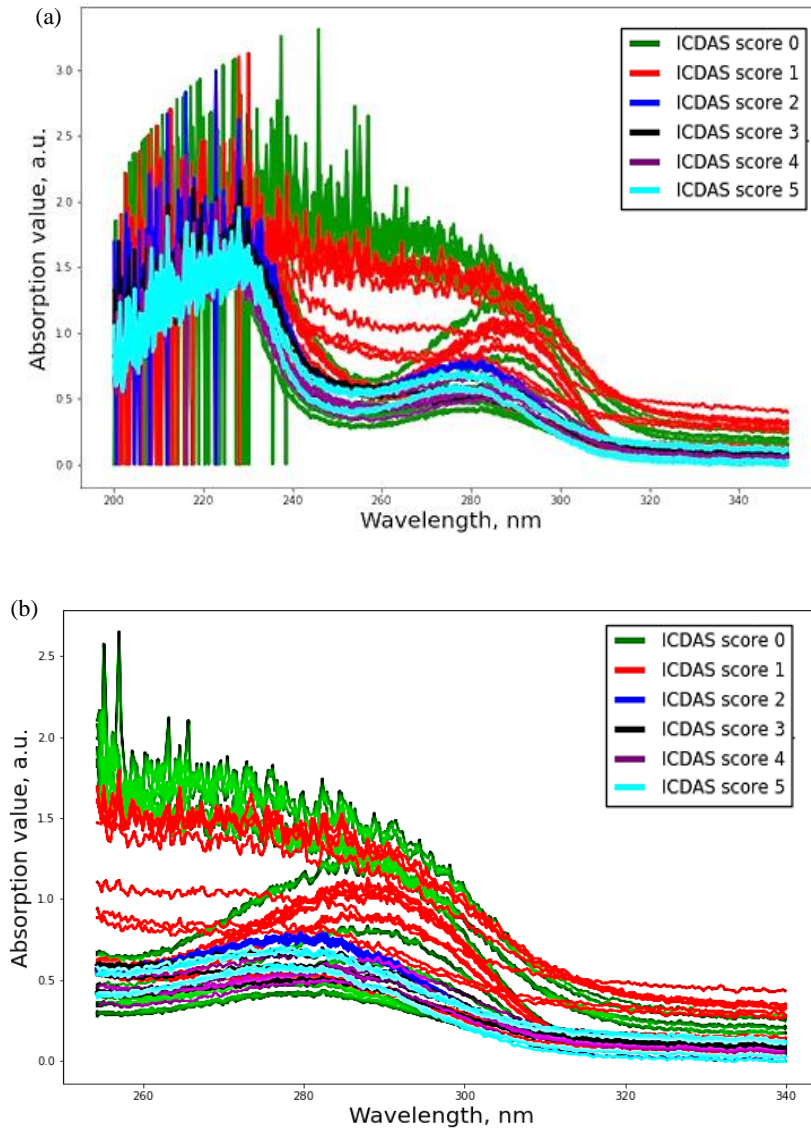 (a)
Absorption value, a.u.
3.0
2.5
2.0
1.5
1.0
0.5
0.0
ICDAS score 0
ICDAS score 1
ICDAS score 2
ICDAS score 3
ICDAS score 4
ICDAS score 5
200 220 240 260 280 300 320 340
Wavelength, nm
(b)
Absorption value, a.u.
2.5
2.0
1.5
1.0
0.5
0.0
ICDAS score 0
ICDAS score 1
ICDAS score 2
ICDAS score 3
ICDAS score 4
ICDAS score 5
260 280 300 320 340
Wavelength, nm